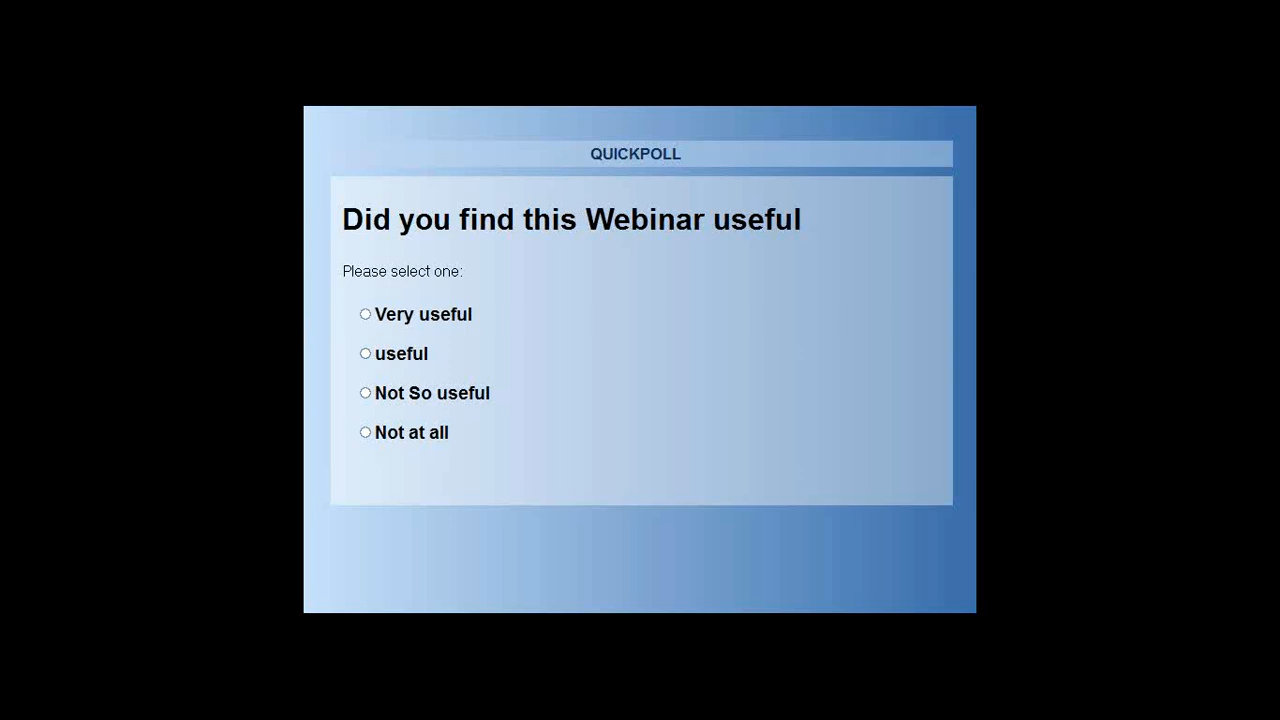 QUICKPOLL
Did you find this Webinar useful
Please select one:
Very useful
useful
Not So useful
Not at all